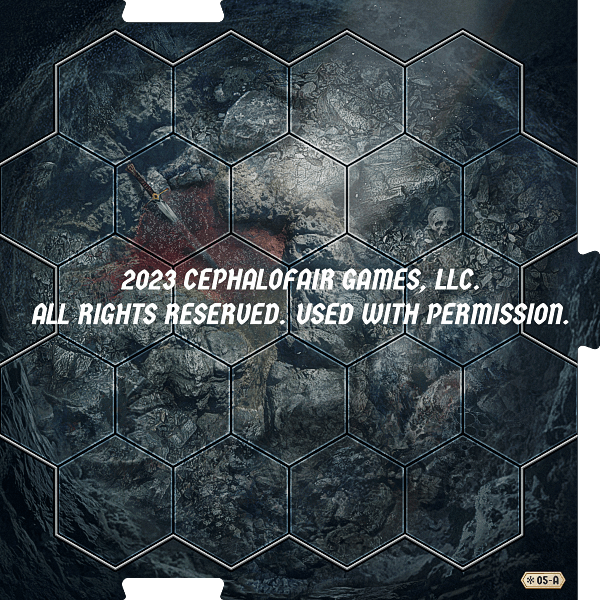 2023 CEPHALOFAIR GAMES, LLC.
ALL RIGHTS RESERVED. USED WITH PERMISSION.
* 05-A